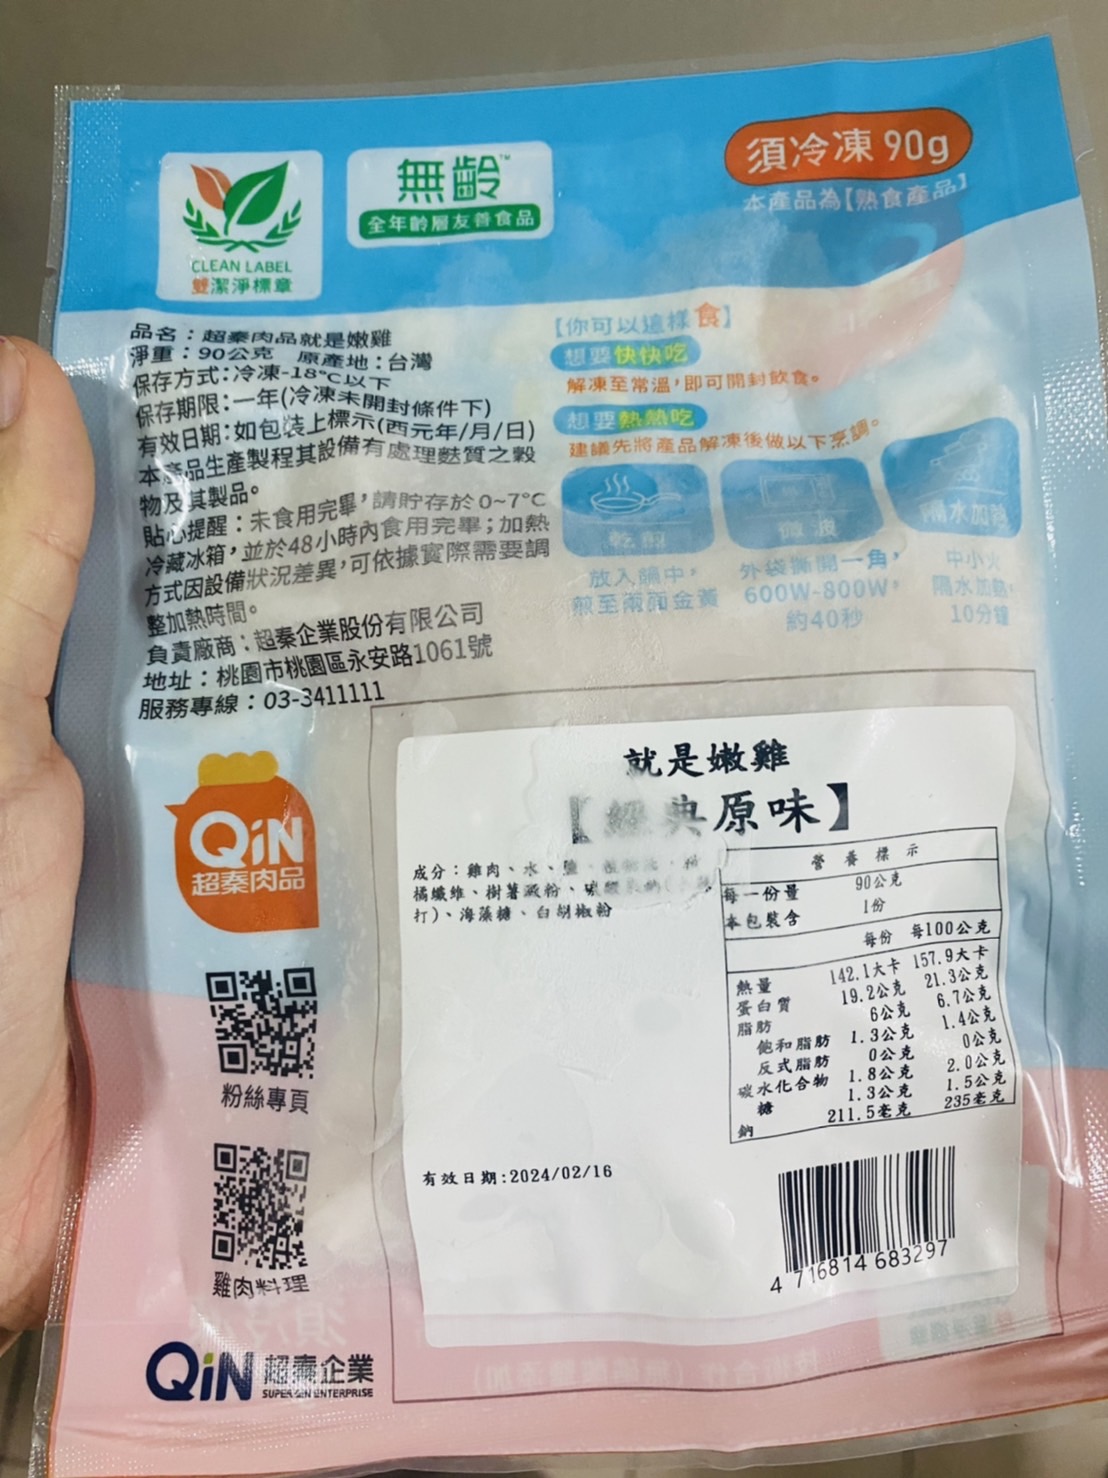 須冷凍 90g
本產品為【熟食產品】
無齡™
全年齡層友善食品
CLEAN LABEL
雙潔淨標章
品名：超秦肉品就是嫩雞
淨重：90公克 原產地：台灣
保存方式：冷凍-18°C以下
保存期限：一年(冷凍未開封條件下)
有效日期：如包裝上標示(西元年/月/日)
本產品生產製程其設備有處理麩質之穀
物及其製品。
貼心提醒：未食用完畢，請貯存於0~7°C
冷藏冰箱，並於48小時內食用完畢；加熱
方式因設備狀況差異，可依據實際需要調
整加熱時間。
負責廠商：超秦企業股份有限公司
地址：桃園市桃園區永安路1061號
服務專線：03-3411111
【你可以這樣食】
想要快快吃
解凍至常溫，即可開封飲食。
想要熱熱吃
建議先將產品解凍後做以下烹調。
乾煎
放入鍋中，
煎至兩面金黃
微波
外袋撕開一角，
600W-800W，
約40秒
隔水加熱
中小火
隔水加熱，
10分鐘
QiN
超秦肉品
粉絲專頁
雞肉料理
QiN 超秦企業
SUPER QIN ENTERPRISE
就是嫩雞
【經典原味】
成分：雞肉、水、鹽、
橘纖維、樹薯澱粉、
打)、海藻糖、白胡椒粉
營養標示
每一份量 90公克
本包裝含 1份
每份 每100公克
熱量 142.1大卡 157.9大卡
蛋白質 19.2公克 21.3公克
脂肪 6公克 6.7公克
飽和脂肪 1.3公克 1.4公克
反式脂肪 0公克 0公克
碳水化合物 1.8公克 2.0公克
糖 1.3公克 1.5公克
鈉 211.5毫克 235毫克
有效日期:2024/02/16
4 716814 683297